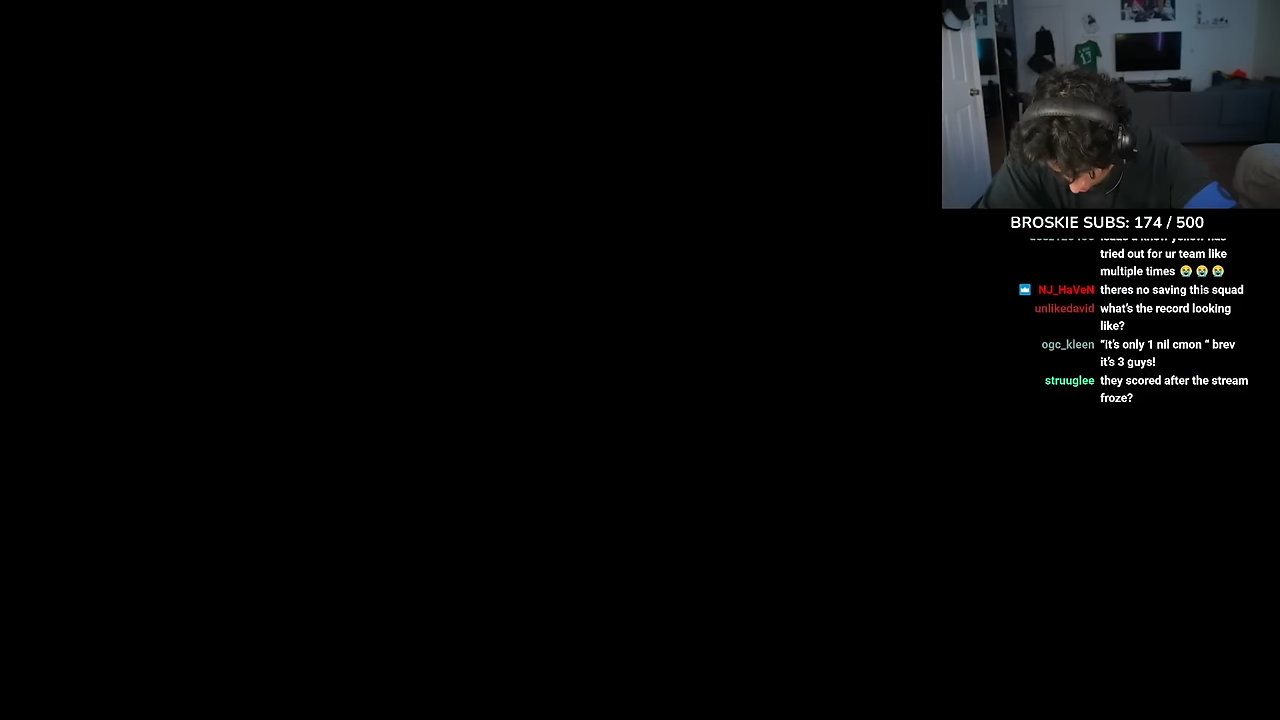 17
BROSKIE SUBS: 174 / 500
tried out for ur team like
multiple times 😭 😭 😭
NJ_HaVeN theres no saving this squad
unlikedavid what's the record looking
like?
ogc_kleen "It's only 1 nil cmon " brev
it's 3 guys!
struuglee they scored after the stream
froze?